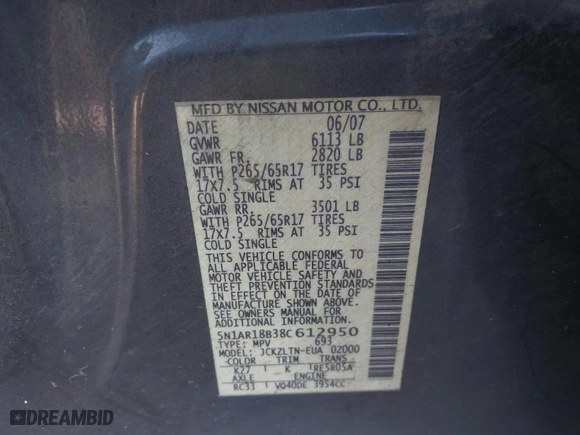 MFD BY NISSAN MOTOR CO., LTD.
DATE 06/07
GVWR 6113 LB
GAWR FR. 2820 LB
WITH P265/65R17 TIRES
17X7.5 RIMS AT 35 PSI
COLD SINGLE
GAWR RR. 3501 LB
WITH P265/65R17 TIRES
17X7.5 RIMS AT 35 PSI
COLD SINGLE
THIS VEHICLE CONFORMS TO
ALL APPLICABLE FEDERAL
MOTOR VEHICLE SAFETY AND
THEFT PREVENTION STANDARDS
IN EFFECT ON THE DATE OF
MANUFACTURE SHOWN ABOVE.
SEE OWNERS MANUAL FOR
ADDITIONAL INFORMATION.
5N1AR18B38C612950
TYPE: MPV 693
MODEL: JCKZLTN-EUA 02000
COLOR TRIM TRANS
K27 K RE5R05A
AXLE ENGINE
RC33 VQ40DE 3954CC
DREAMBID